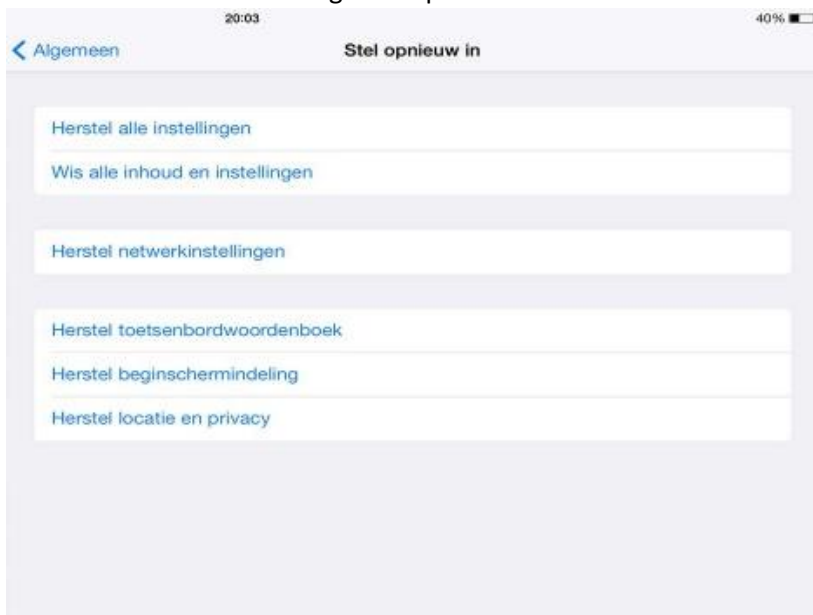 20:03 40%
Algemeen Stel opnieuw in
Herstel alle instellingen
Wis alle inhoud en instellingen
Herstel netwerkinstellingen
Herstel toetsenbordwoordenboek
Herstel beginschermindeling
Herstel locatie en privacy